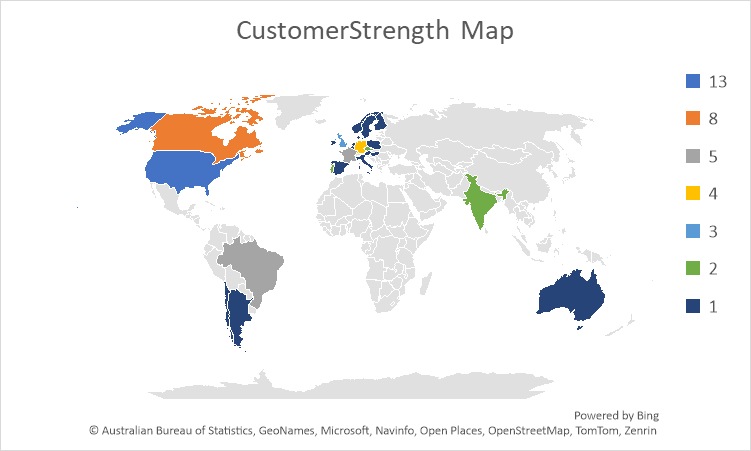 CustomerStrength Map
13
8
5
4
3
2
1
Powered by Bing
© Australian Bureau of Statistics, GeoNames, Microsoft, Navinfo, Open Places, OpenStreetMap, TomTom, Zenrin